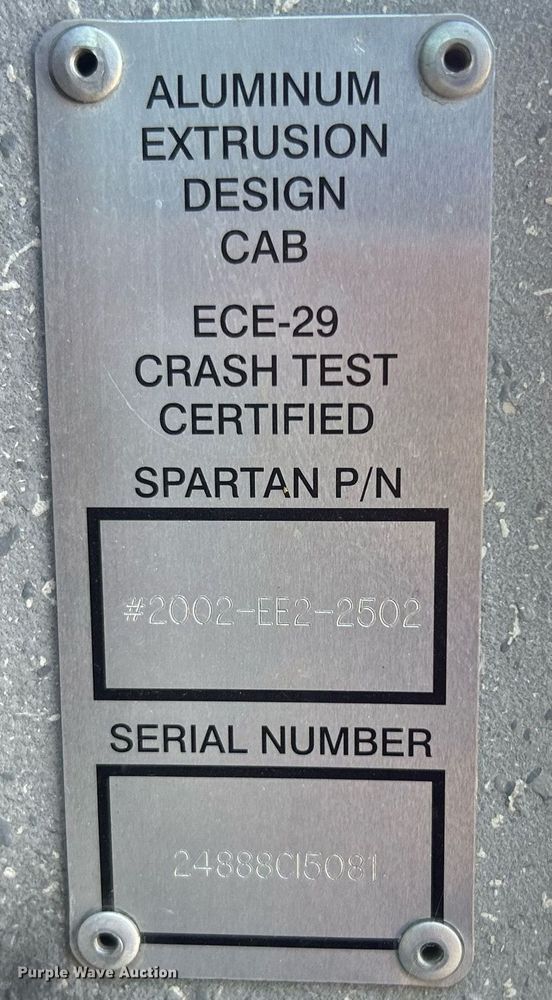 ALUMINUM
EXTRUSION
DESIGN
CAB
ECE-29
CRASH TEST
CERTIFIED
SPARTAN P/N
#2002-EE2-2502
SERIAL NUMBER
24888C15081
Purple Wave Auction